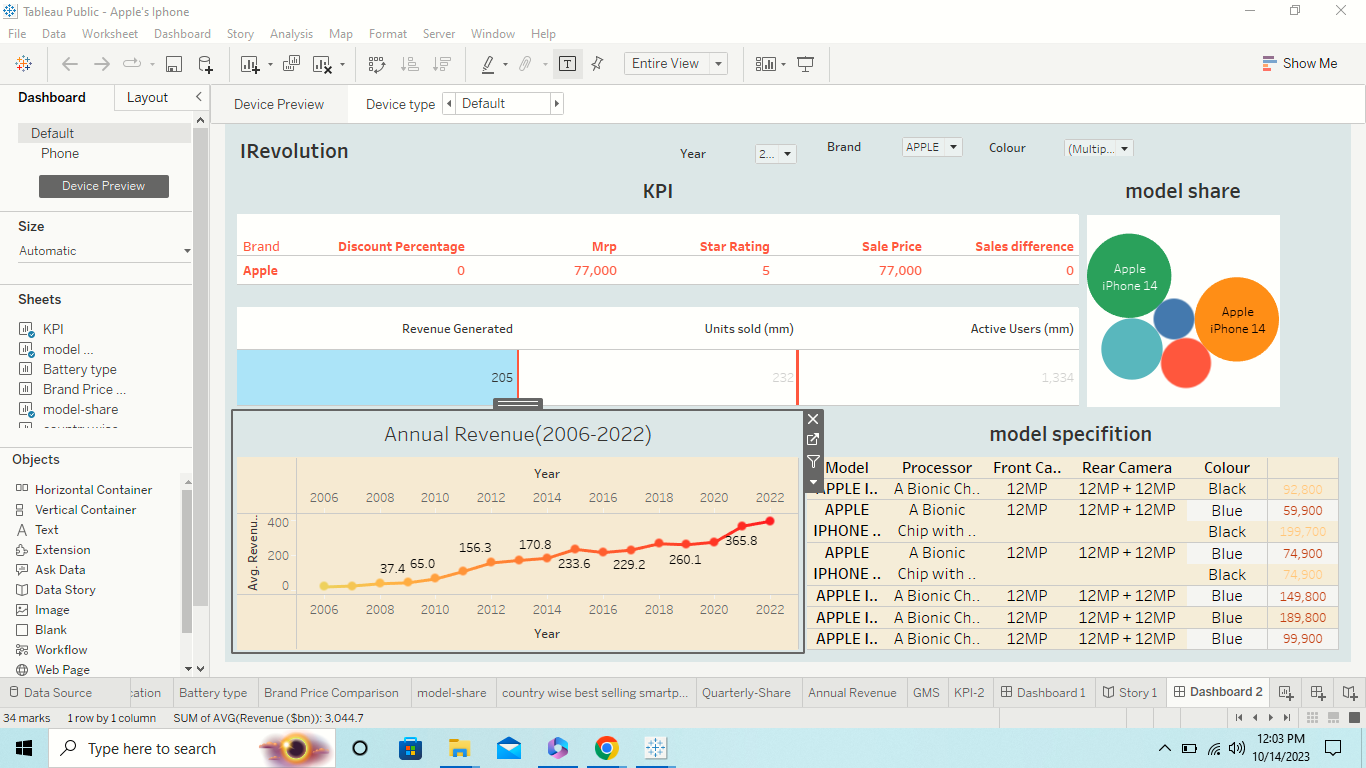 Tableau Public - Apple's Iphone
File Data Worksheet Dashboard Story Analysis Map Format Server Window Help
Entire View
Show Me
Dashboard Layout
Device Preview Device type Default
Default
Phone
Device Preview
Size
Automatic
Sheets
KPI
model ...
Battery type
Brand Price ...
model-share
Objects
Horizontal Container
Vertical Container
Text
Extension
Ask Data
Data Story
Image
Blank
Workflow
Web Page
IRevolution
Year 2...
Brand APPLE
Colour (Multip...
KPI
Brand Discount Percentage Mrp Star Rating Sale Price Sales difference
Apple 0 77,000 5 77,000 0
Revenue Generated Units sold (mm) Active Users (mm)
205 232 1,334
model share
Apple
iPhone 14
Apple
iPhone 14
Annual Revenue(2006-2022)
Year
2006 2008 2010 2012 2014 2016 2018 2020 2022
Avg. Revenu..
400
200
0
37.4 65.0 156.3 170.8 233.6 229.2 260.1 365.8
2006 2008 2010 2012 2014 2016 2018 2020 2022
Year
model specifition
Model Processor Front Ca.. Rear Camera Colour
APPLE I.. A Bionic Ch.. 12MP 12MP + 12MP Black 92,800
APPLE A Bionic 12MP 12MP + 12MP Blue 59,900
IPHONE .. Chip with .. Black 199,700
APPLE A Bionic 12MP 12MP + 12MP Blue 74,900
IPHONE .. Chip with .. Black 74,900
APPLE I.. A Bionic Ch.. 12MP 12MP + 12MP Blue 149,800
APPLE I.. A Bionic Ch.. 12MP 12MP + 12MP Blue 189,800
APPLE I.. A Bionic Ch.. 12MP 12MP + 12MP Blue 99,900
Data Source cation Battery type Brand Price Comparison model-share country wise best selling smartp... Quarterly-Share Annual Revenue GMS KPI-2 Dashboard 1 Story 1 Dashboard 2
34 marks 1 row by 1 column SUM of AVG(Revenue ($bn)): 3,044.7
Type here to search
12:03 PM
10/14/2023